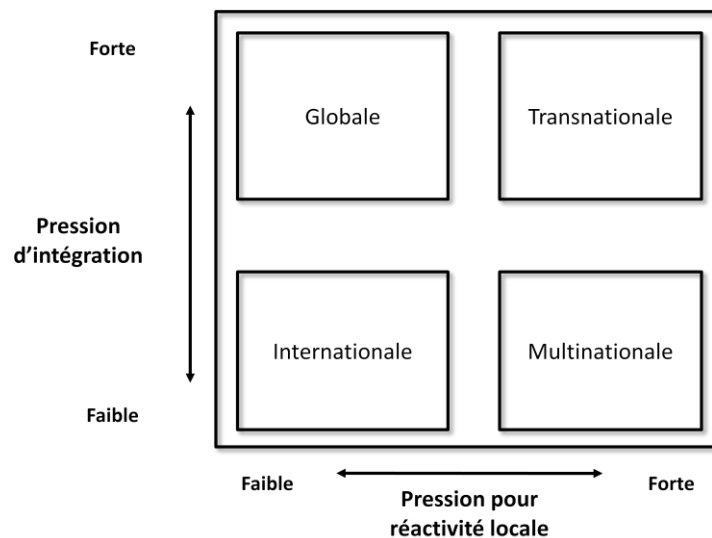 Forte
Globale
Transnationale
Pression
d'intégration
Internationale
Multinationale
Faible
Faible
Forte
Pression pour
réactivité locale